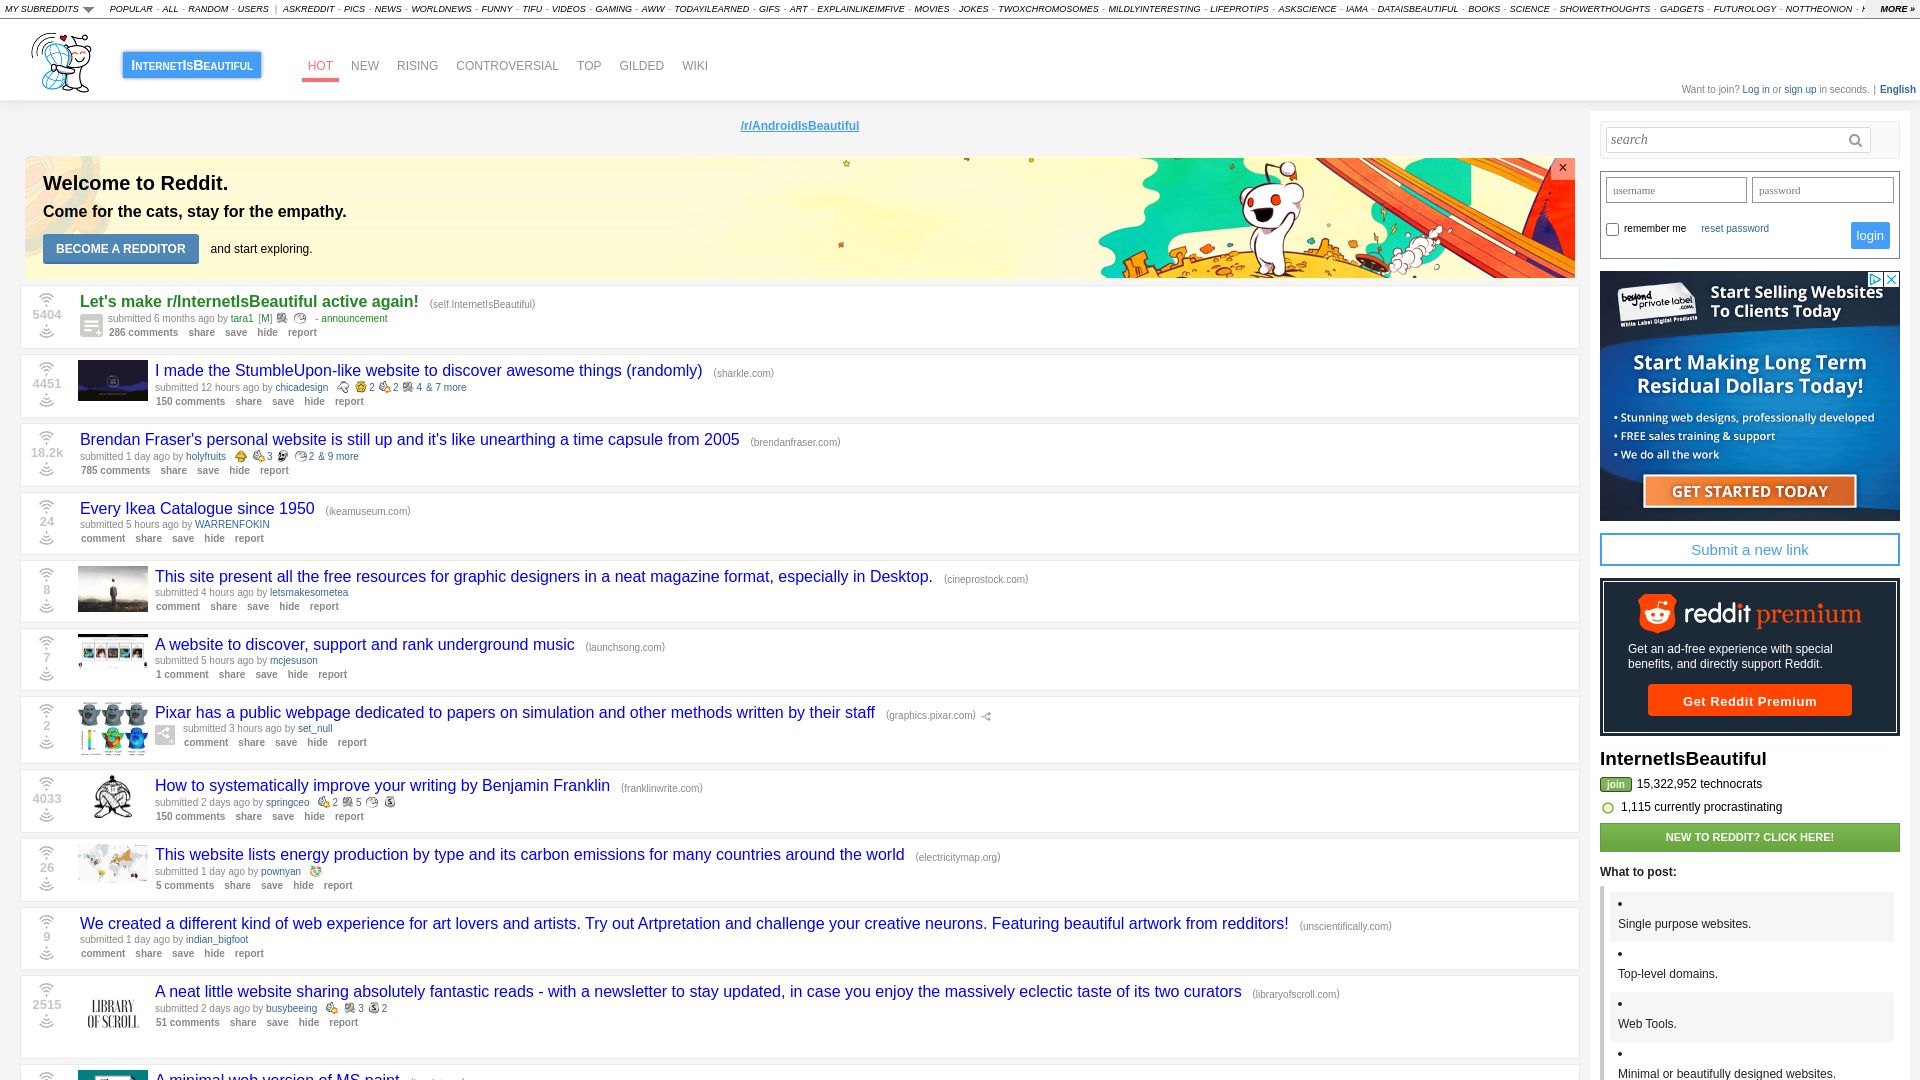 MY SUBREDDITS POPULAR - ALL - RANDOM - USERS | ASKREDDIT - PICS - NEWS - WORLDNEWS - FUNNY - TIFU - VIDEOS - GAMING - AWW - TODAYILEARNED - GIFS - ART - EXPLAINLIKEIMFIVE - MOVIES - JOKES - TWOXCHROMOSOMES - MILDLYINTERESTING - LIFEPROTIPS - ASKSCIENCE - IAMA - DATAISBEAUTIFUL - BOOKS - SCIENCE - SHOWERTHOUGHTS - GADGETS - FUTUROLOGY - NOTTHEONION - MORE »
InternetIsBeautiful HOT NEW RISING CONTROVERSIAL TOP GILDED WIKI
Want to join? Log in or sign up in seconds. | English
/r/AndroidIsBeautiful
Welcome to Reddit.
Come for the cats, stay for the empathy.
BECOME A REDDITOR and start exploring.
×
5404
Let's make r/InternetIsBeautiful active again! (self.InternetIsBeautiful)
submitted 6 months ago by tara1 [M] - announcement
286 comments share save hide report
4451
I made the StumbleUpon-like website to discover awesome things (randomly) (sharkle.com)
submitted 12 hours ago by chicadesign 2 2 4 & 7 more
150 comments share save hide report
18.2k
Brendan Fraser's personal website is still up and it's like unearthing a time capsule from 2005 (brendanfraser.com)
submitted 1 day ago by holyfruits 3 2 & 9 more
785 comments share save hide report
24
Every Ikea Catalogue since 1950 (ikeamuseum.com)
submitted 5 hours ago by WARRENFOKIN
comment share save hide report
8
This site present all the free resources for graphic designers in a neat magazine format, especially in Desktop. (cineprostock.com)
submitted 4 hours ago by letsmakesometea
comment share save hide report
7
A website to discover, support and rank underground music (launchsong.com)
submitted 5 hours ago by mcjesuson
1 comment share save hide report
2
Pixar has a public webpage dedicated to papers on simulation and other methods written by their staff (graphics.pixar.com)
submitted 3 hours ago by set_null
comment share save hide report
4033
How to systematically improve your writing by Benjamin Franklin (franklinwrite.com)
submitted 2 days ago by springceo 2 5
150 comments share save hide report
26
This website lists energy production by type and its carbon emissions for many countries around the world (electricitymap.org)
submitted 1 day ago by pownyan
5 comments share save hide report
9
We created a different kind of web experience for art lovers and artists. Try out Artpretation and challenge your creative neurons. Featuring beautiful artwork from redditors! (unscientifically.com)
submitted 1 day ago by indian_bigfoot
comment share save hide report
2515
LIBRARY
OF SCROLL
A neat little website sharing absolutely fantastic reads - with a newsletter to stay updated, in case you enjoy the massively eclectic taste of its two curators (libraryofscroll.com)
submitted 2 days ago by busybeeing 3 2
51 comments share save hide report
A minimal web version of MS paint
search
username password
remember me reset password login
beyond
private label
.com
White Label Digital Products
Start Selling Websites
To Clients Today
Start Making Long Term
Residual Dollars Today!
• Stunning web designs, professionally developed
• FREE sales training & support
• We do all the work
GET STARTED TODAY
Submit a new link
reddit premium
Get an ad-free experience with special
benefits, and directly support Reddit.
Get Reddit Premium
InternetIsBeautiful
join 15,322,952 technocrats
1,115 currently procrastinating
NEW TO REDDIT? CLICK HERE!
What to post:
•
Single purpose websites.
•
Top-level domains.
•
Web Tools.
•
Minimal or beautifully designed websites.